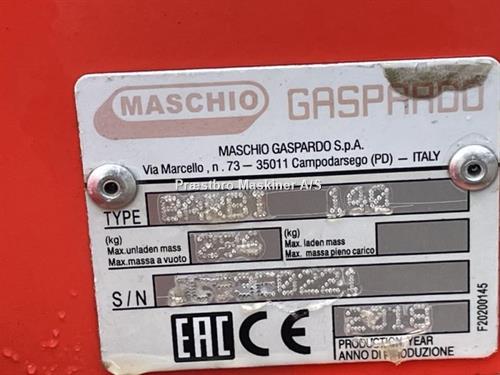 MASCHIO GASPARDO
MASCHIO GASPARDO S.p.A.
Via Marcello , n . 73 – 35011 Campodarsego (PD) – ITALY
Præstbro Maskiner A/S
TYPE BAMBI 140
(kg)
Max.unladen mass
Max.massa a vuoto
(kg)
Max. laden mass
Max. massa pieno carico
S/N
EAC CE 2018
PRODUCTION YEAR
ANNO DI PRODUZIONE
F20200145